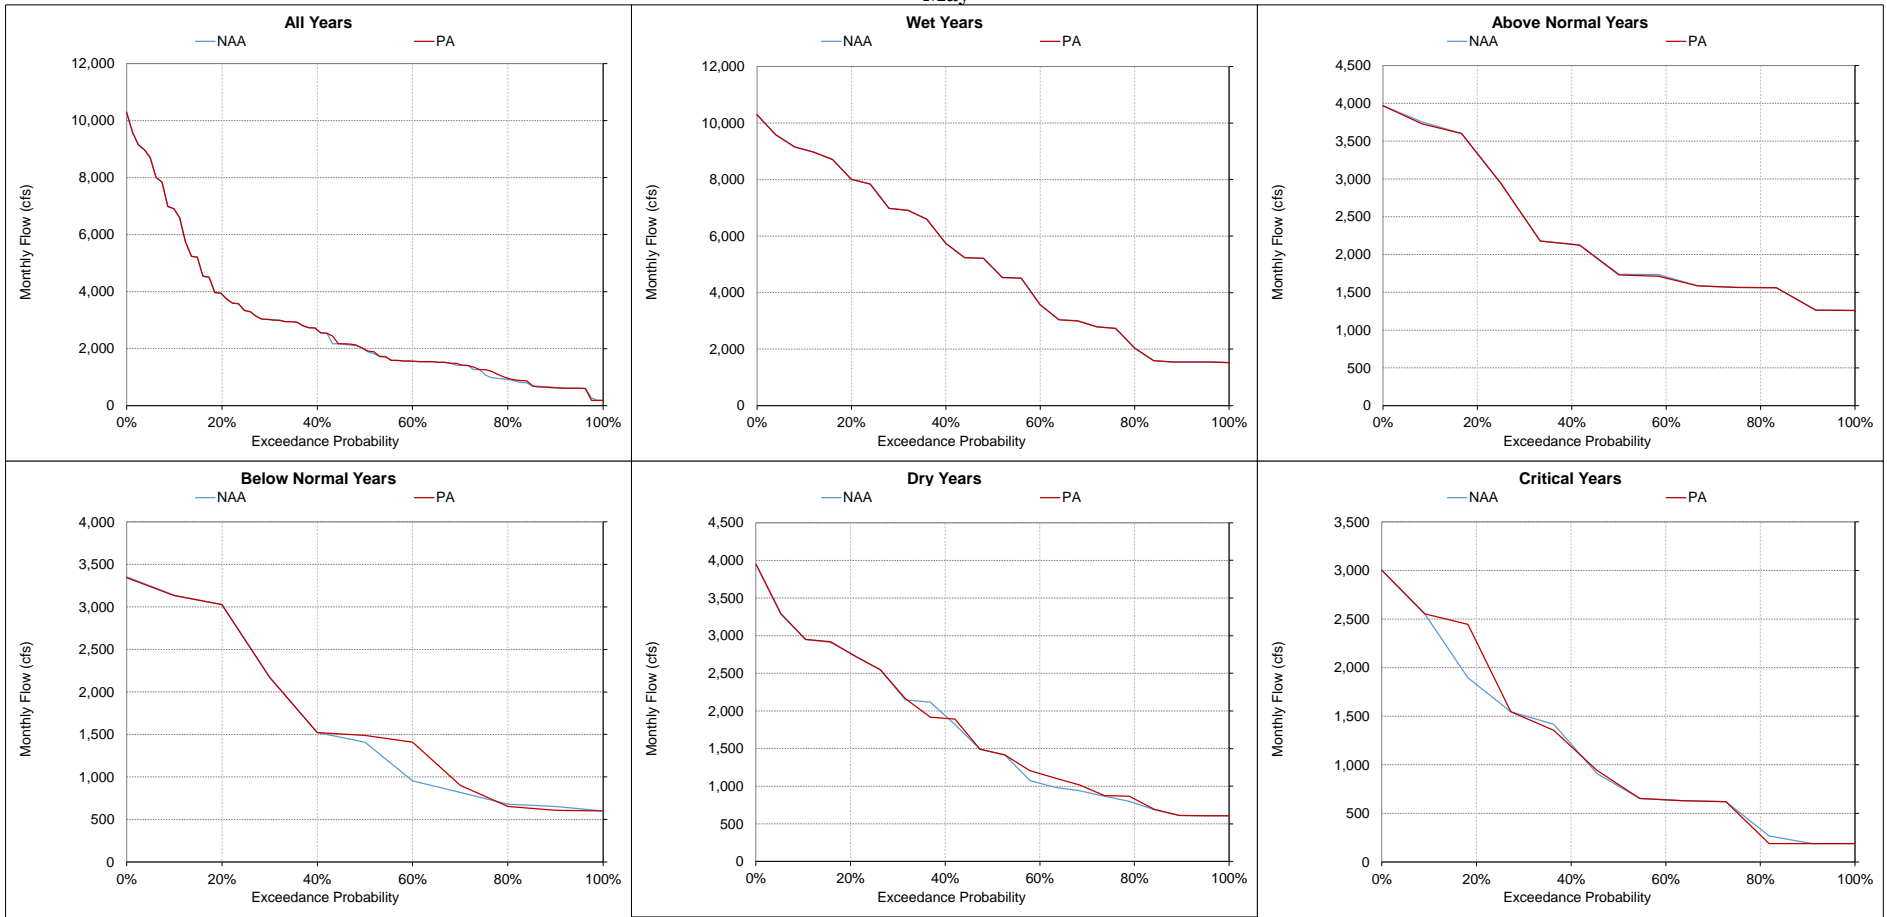 May
All Years
NAA PA
12,000
10,000
8,000
6,000
4,000
2,000
0
Monthly Flow (cfs)
0% 20% 40% 60% 80% 100%
Exceedance Probability
Wet Years
NAA PA
12,000
10,000
8,000
6,000
4,000
2,000
0
Monthly Flow (cfs)
0% 20% 40% 60% 80% 100%
Exceedance Probability
Above Normal Years
NAA PA
4,500
4,000
3,500
3,000
2,500
2,000
1,500
1,000
500
0
Monthly Flow (cfs)
0% 20% 40% 60% 80% 100%
Exceedance Probability
Below Normal Years
NAA PA
4,000
3,500
3,000
2,500
2,000
1,500
1,000
500
0
Monthly Flow (cfs)
0% 20% 40% 60% 80% 100%
Exceedance Probability
Dry Years
NAA PA
4,500
4,000
3,500
3,000
2,500
2,000
1,500
1,000
500
0
Monthly Flow (cfs)
0% 20% 40% 60% 80% 100%
Exceedance Probability
Critical Years
NAA PA
3,500
3,000
2,500
2,000
1,500
1,000
500
0
Monthly Flow (cfs)
0% 20% 40% 60% 80% 100%
Exceedance Probability